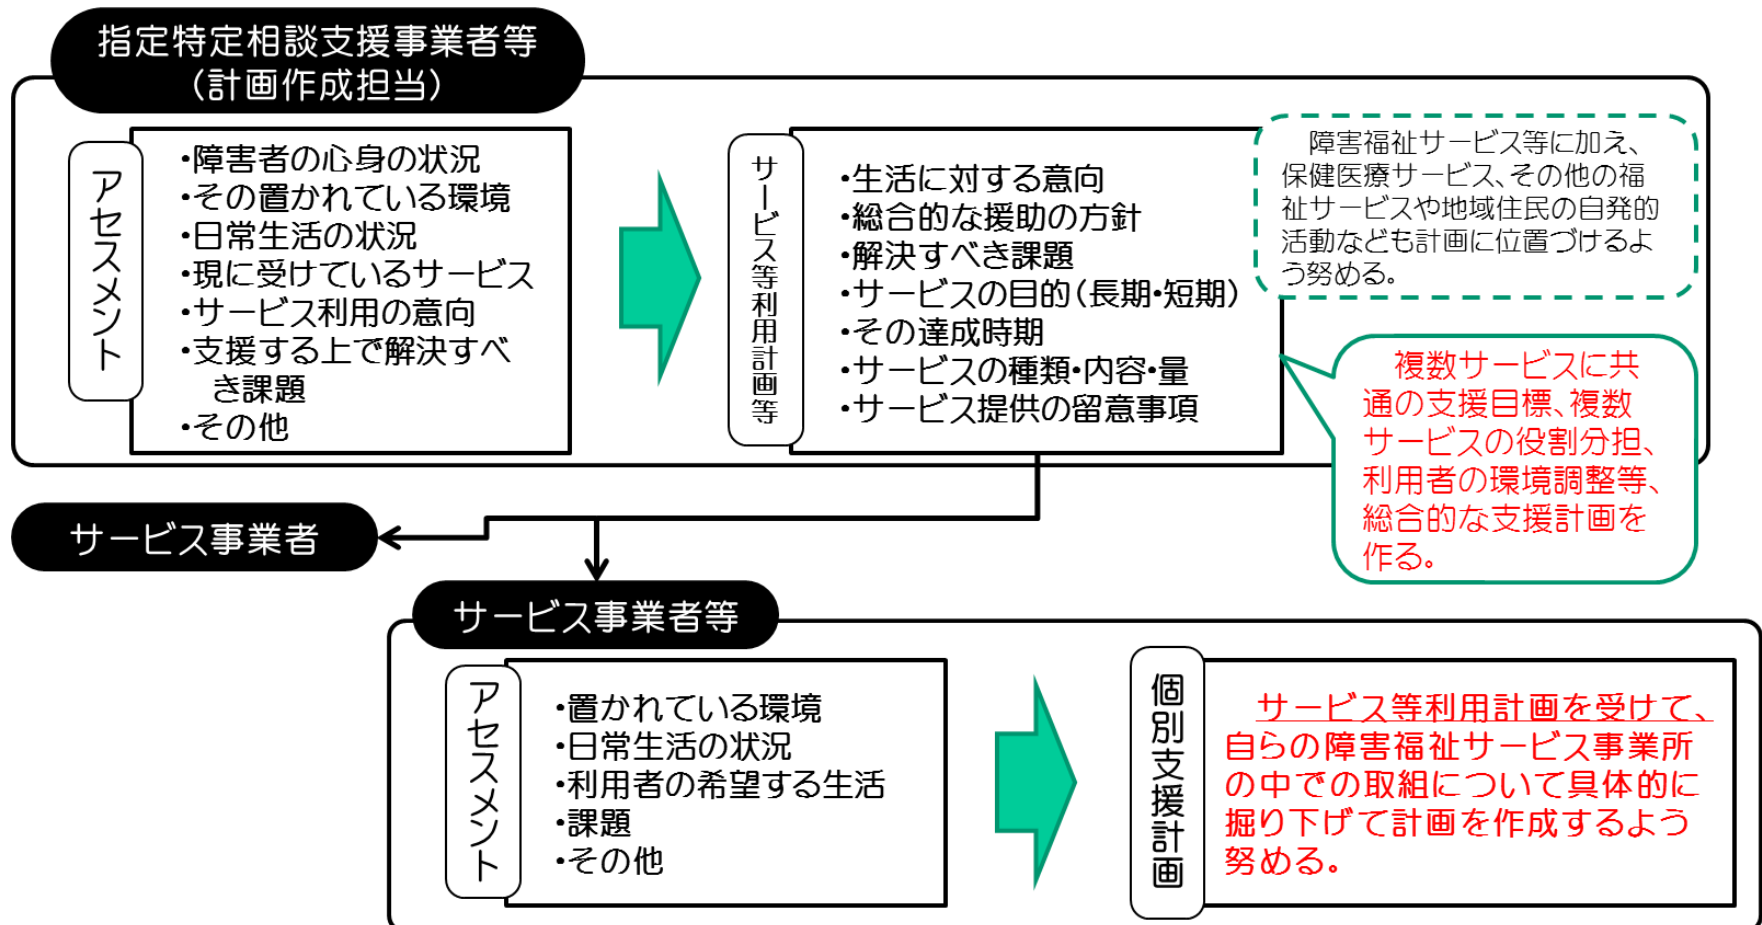 指定特定相談支援事業者等
(計画作成担当)
アセスメント
・障害者の心身の状況
・その置かれている環境
・日常生活の状況
・現に受けているサービス
・サービス利用の意向
・支援する上で解決すべ
き課題
・その他
サービス等利用計画等
・生活に対する意向
・総合的な援助の方針
・解決すべき課題
・サービスの目的(長期・短期)
・その達成時期
・サービスの種類・内容・量
・サービス提供の留意事項
障害福祉サービス等に加え、
保健医療サービス、その他の福
祉サービスや地域住民の自発的
活動なども計画に位置づけるよ
う努める。
複数サービスに共
通の支援目標、複数
サービスの役割分担、
利用者の環境調整等、
総合的な支援計画を
作る。
サービス事業者
サービス事業者等
アセスメント
・置かれている環境
・日常生活の状況
・利用者の希望する生活
・課題
・その他
個別支援計画
サービス等利用計画を受けて、
自らの障害福祉サービス事業所
の中での取組について具体的に
掘り下げて計画を作成するよう
努める。